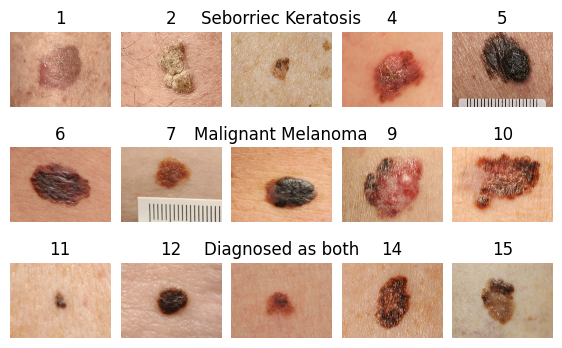 1 2 Seborriec Keratosis 4 5
6 7 Malignant Melanoma 9 10
11 12 Diagnosed as both 14 15